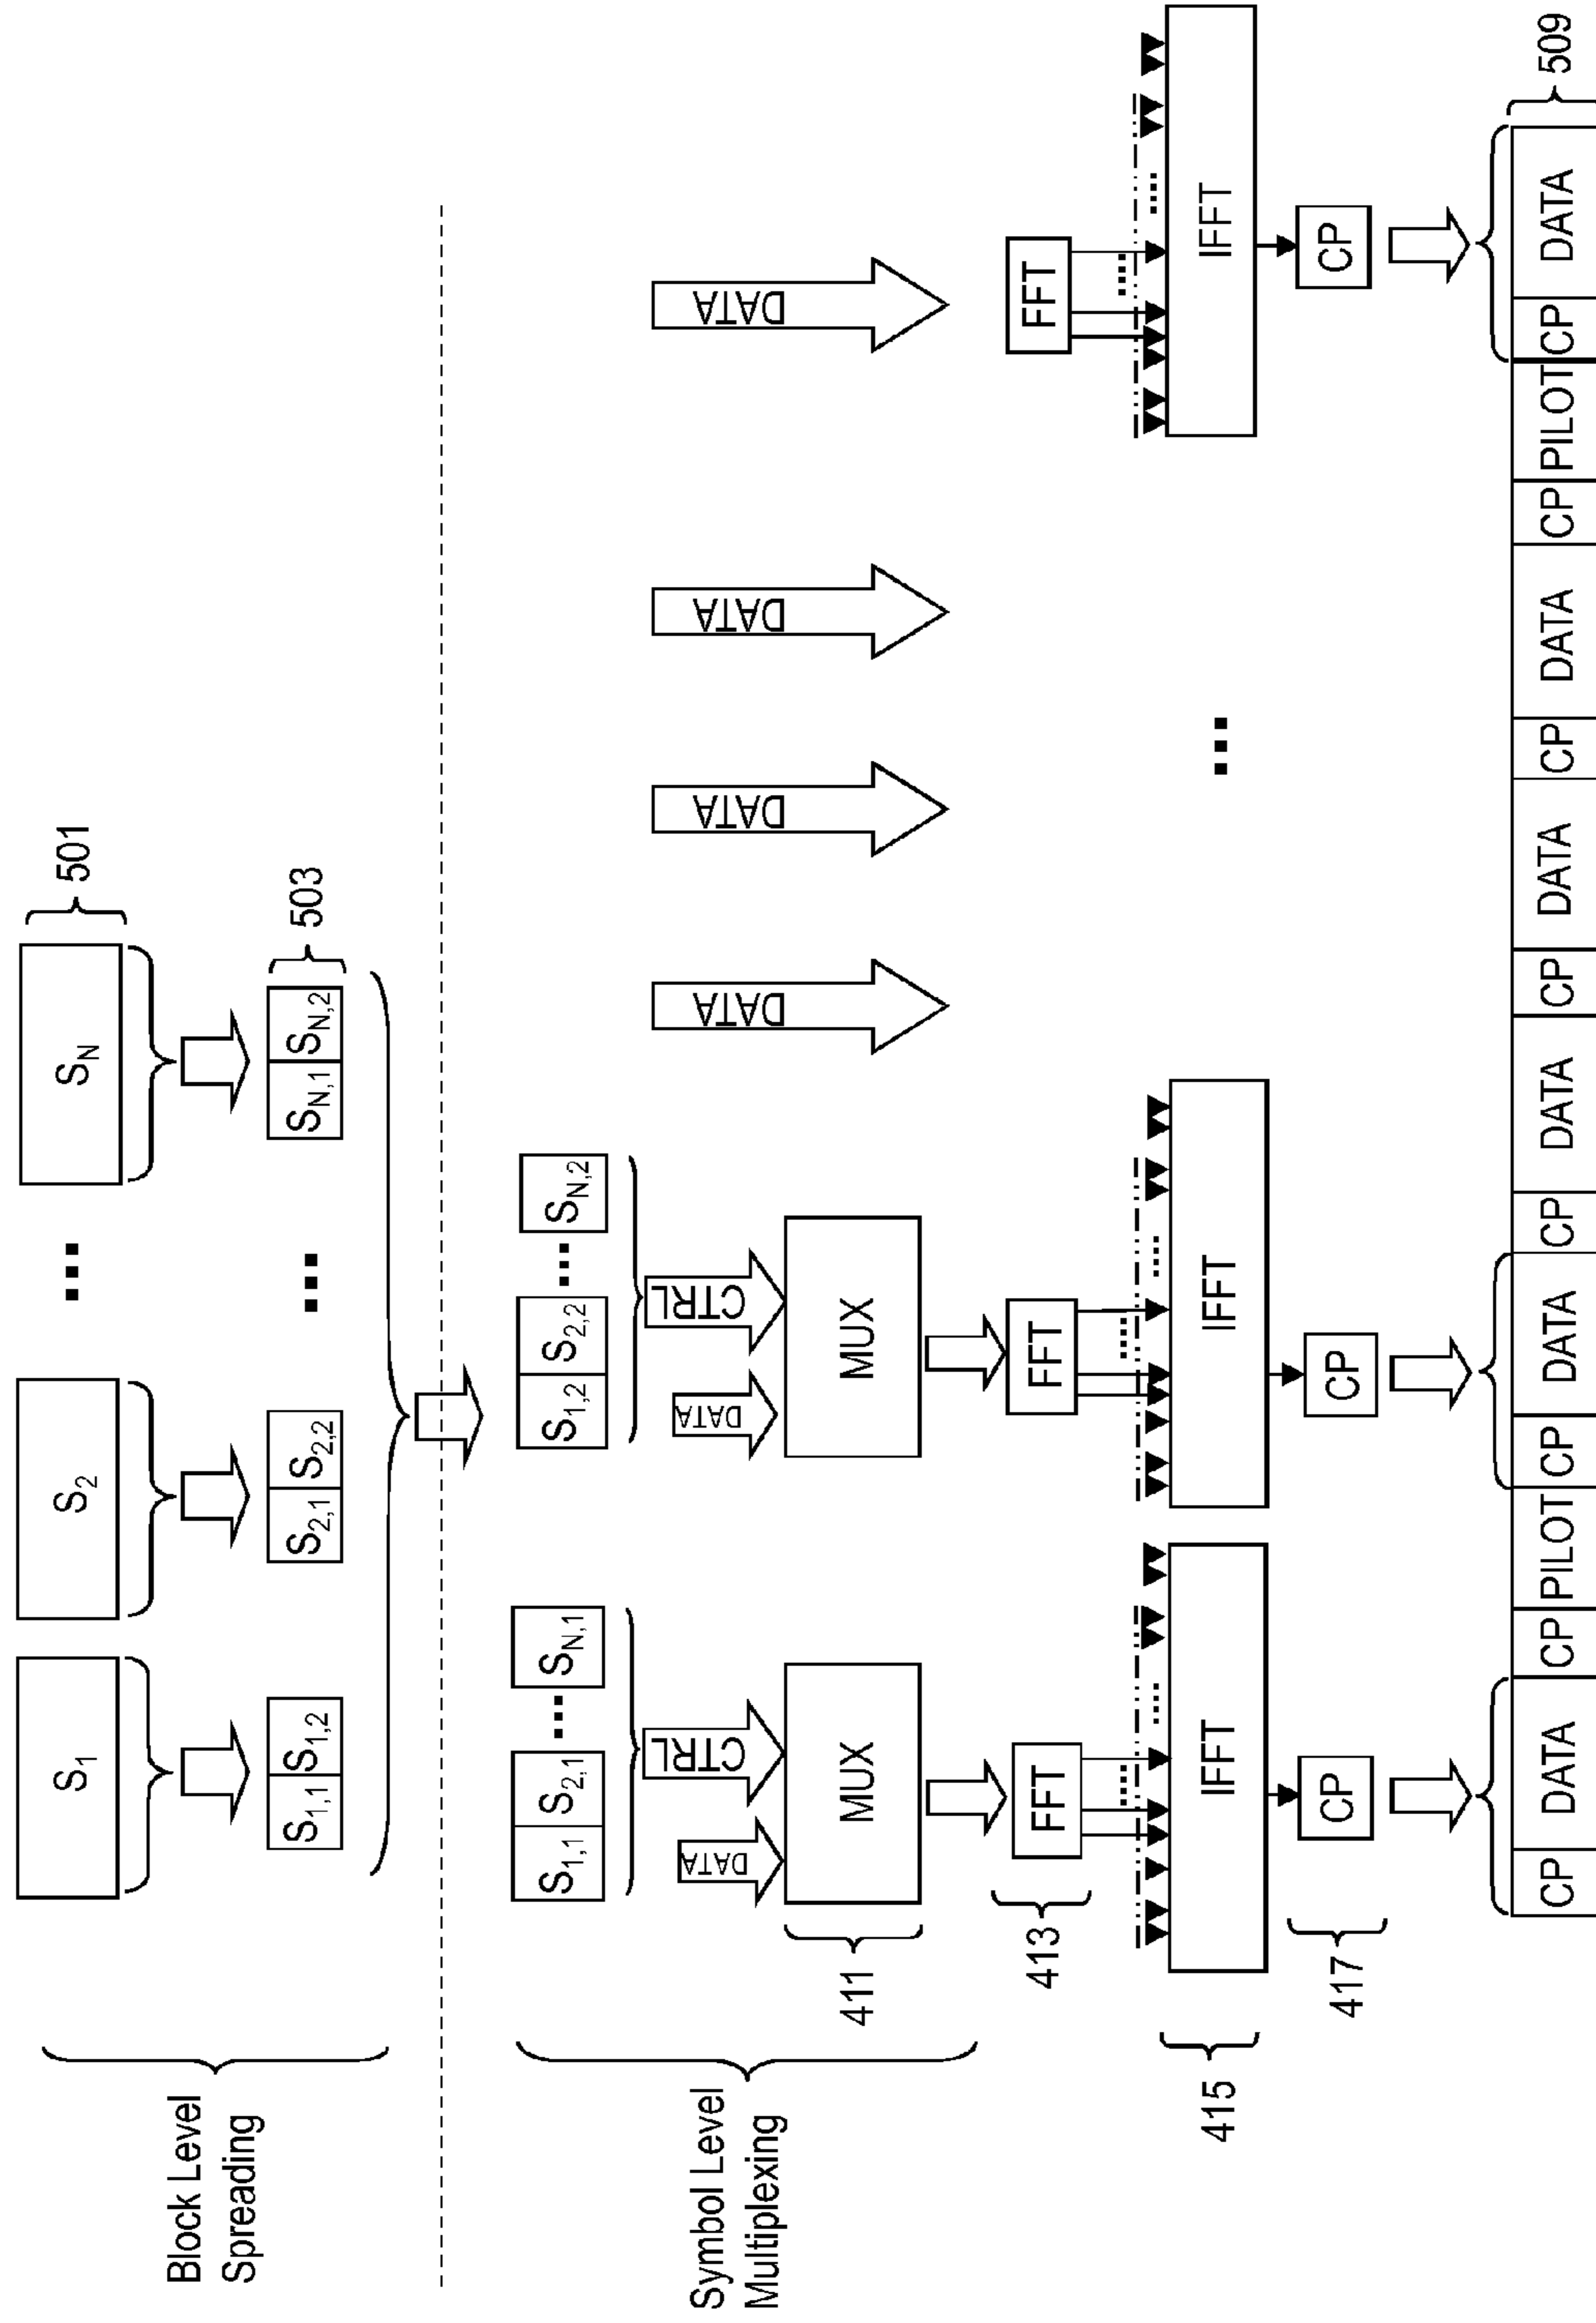 Block Level
Spreading
S1
S2
...
SN
501
S1,1 S1,2
S2,1 S2,2
...
SN,1 SN,2
503
Symbol Level
Multiplexing
S1,1 S2,1 ... SN,1
S1,2 S2,2 ... SN,2
DATA CTRL
DATA CTRL
DATA
DATA
DATA
DATA
411
MUX
MUX
413
FFT
FFT
FFT
415
IFFT
IFFT
...
IFFT
417
CP
CP
CP
CP DATA CP PILOT CP DATA CP DATA CP DATA CP DATA CP PILOT CP DATA
509